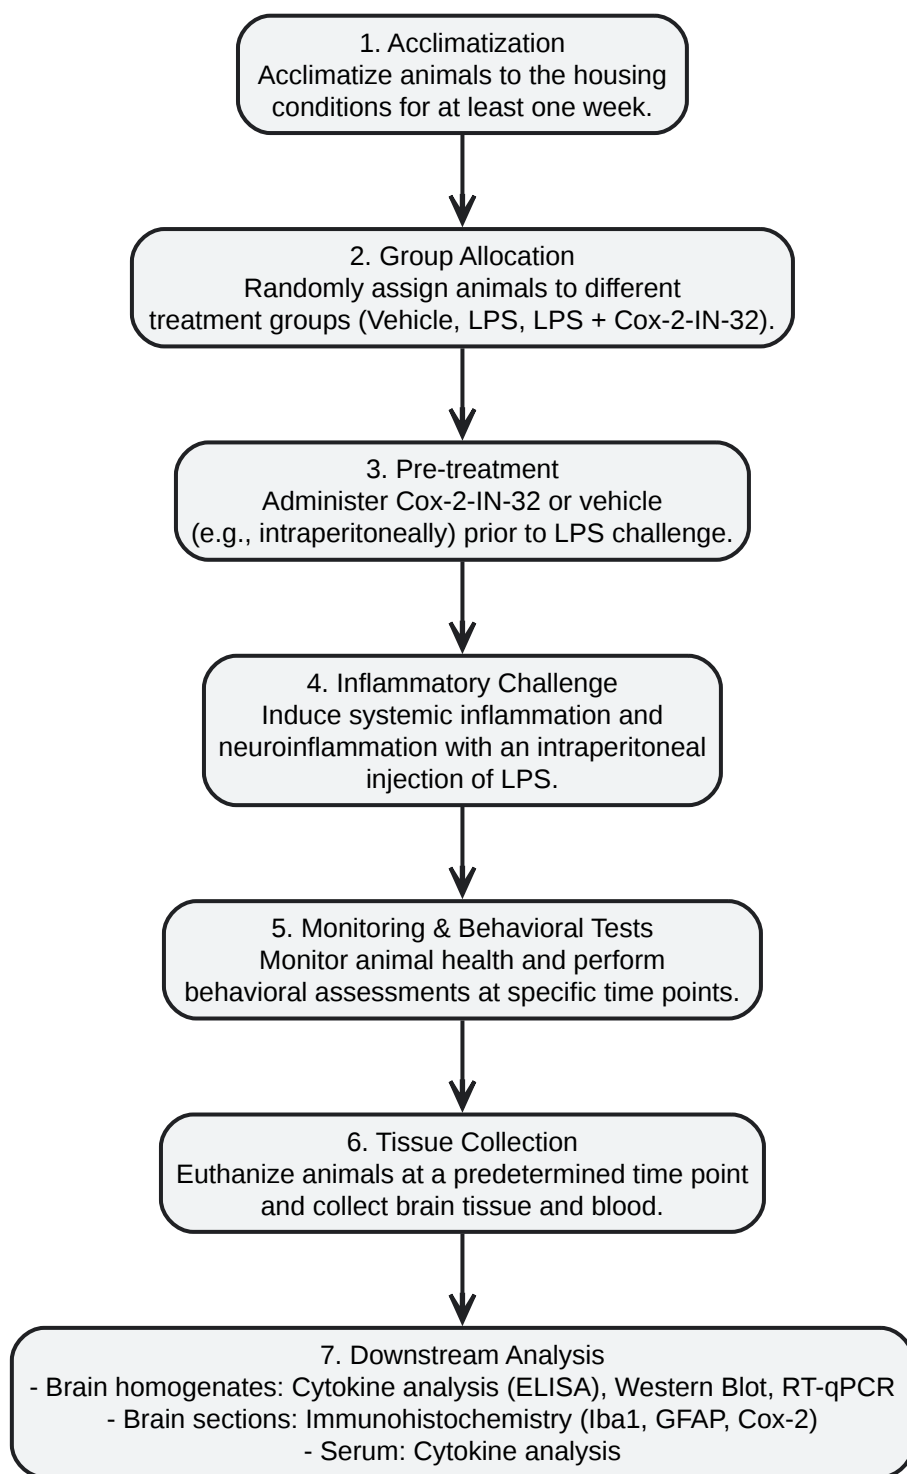 1. Acclimatization
Acclimatize animals to the housing
conditions for at least one week.
2. Group Allocation
Randomly assign animals to different
treatment groups (Vehicle, LPS, LPS + Cox-2-IN-32).
3. Pre-treatment
Administer Cox-2-IN-32 or vehicle
(e.g., intraperitoneally) prior to LPS challenge.
4. Inflammatory Challenge
Induce systemic inflammation and
neuroinflammation with an intraperitoneal
injection of LPS.
5. Monitoring & Behavioral Tests
Monitor animal health and perform
behavioral assessments at specific time points.
6. Tissue Collection
Euthanize animals at a predetermined time point
and collect brain tissue and blood.
7. Downstream Analysis
- Brain homogenates: Cytokine analysis (ELISA), Western Blot, RT-qPCR
- Brain sections: Immunohistochemistry (Iba1, GFAP, Cox-2)
- Serum: Cytokine analysis